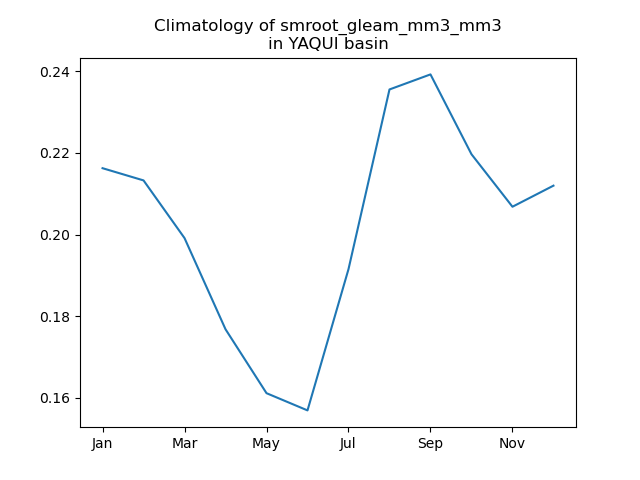 Climatology of smroot_gleam_mm3_mm3
in YAQUI basin
0.24
0.22
0.20
0.18
0.16
Jan Mar May Jul Sep Nov